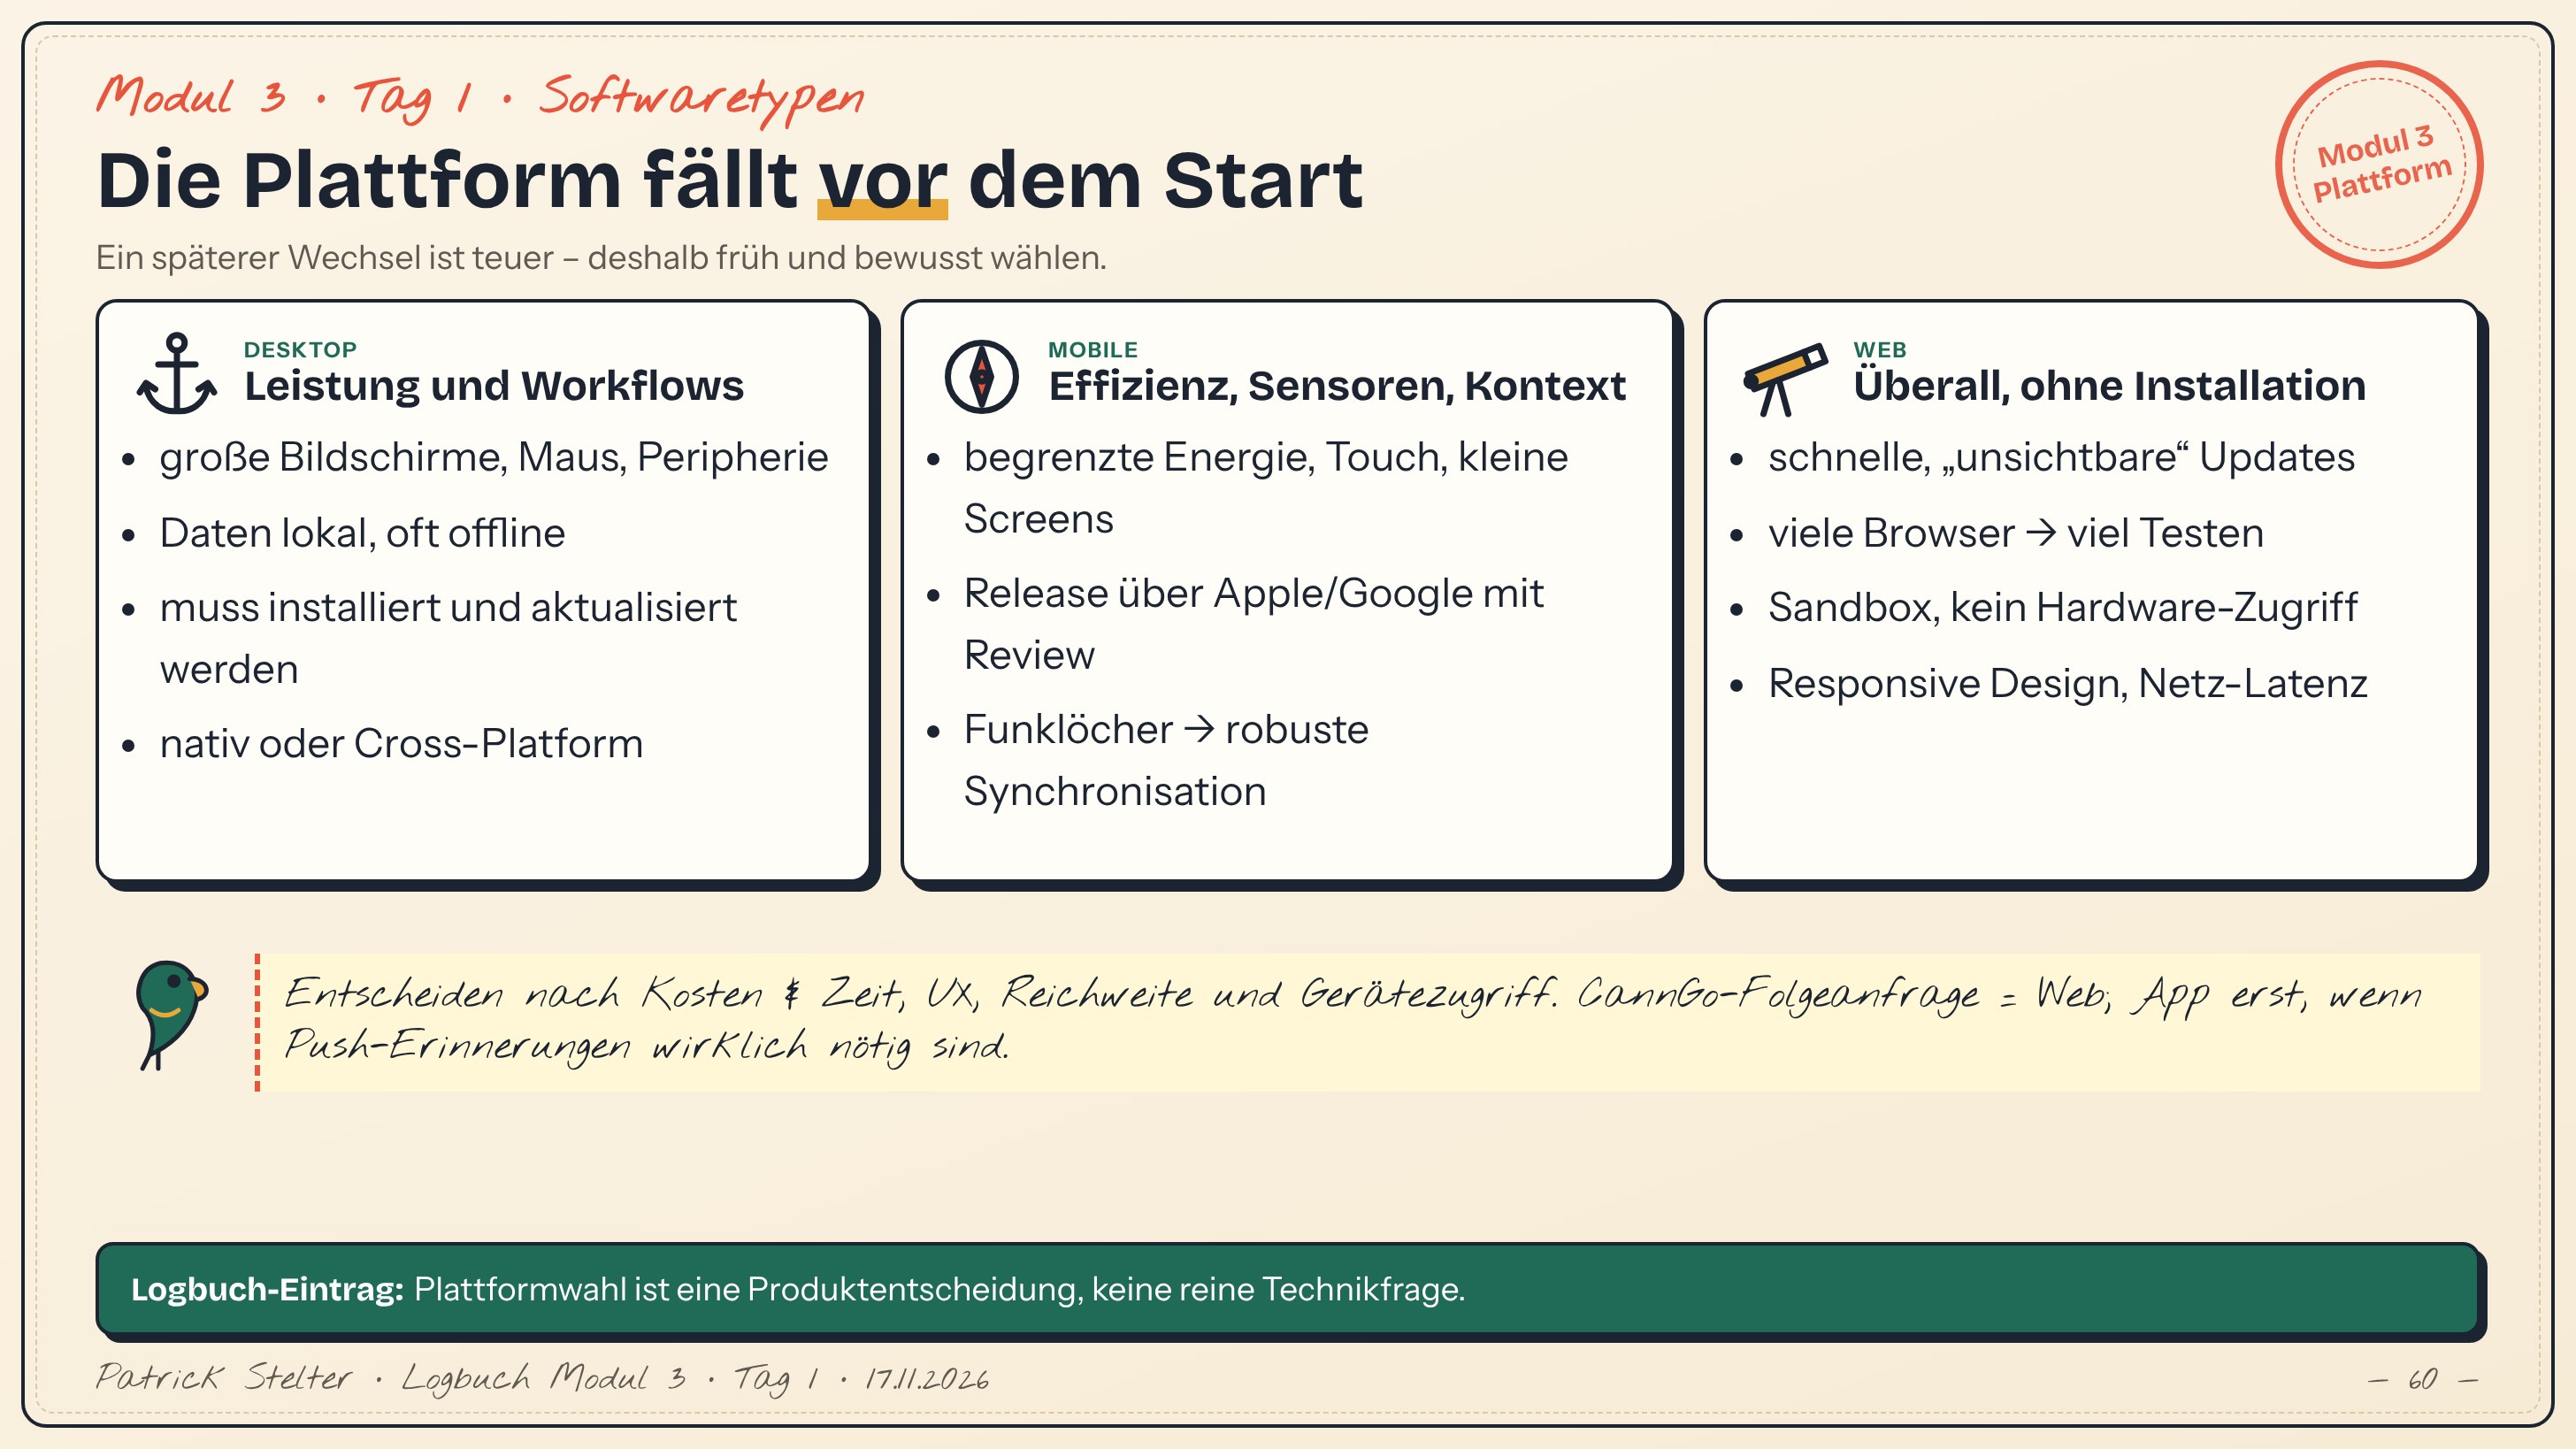 Modul 3 · Tag 1 · Softwaretypen
Die Plattform fällt vor dem Start
Ein späterer Wechsel ist teuer – deshalb früh und bewusst wählen.
Modul 3
Plattform
DESKTOP
Leistung und Workflows
• große Bildschirme, Maus, Peripherie
• Daten lokal, oft offline
• muss installiert und aktualisiert
werden
• nativ oder Cross-Platform
MOBILE
Effizienz, Sensoren, Kontext
• begrenzte Energie, Touch, kleine
Screens
• Release über Apple/Google mit
Review
• Funklöcher → robuste
Synchronisation
WEB
Überall, ohne Installation
• schnelle, „unsichtbare“ Updates
• viele Browser → viel Testen
• Sandbox, kein Hardware-Zugriff
• Responsive Design, Netz-Latenz
Entscheiden nach Kosten & Zeit, UX, Reichweite und Gerätezugriff. CannGo-Folgeanfrage = Web; App erst, wenn
Push-Erinnerungen wirklich nötig sind.
Logbuch-Eintrag: Plattformwahl ist eine Produktentscheidung, keine reine Technikfrage.
Patrick Stelter · Logbuch Modul 3 · Tag 1 · 17.11.2026
— 60 —